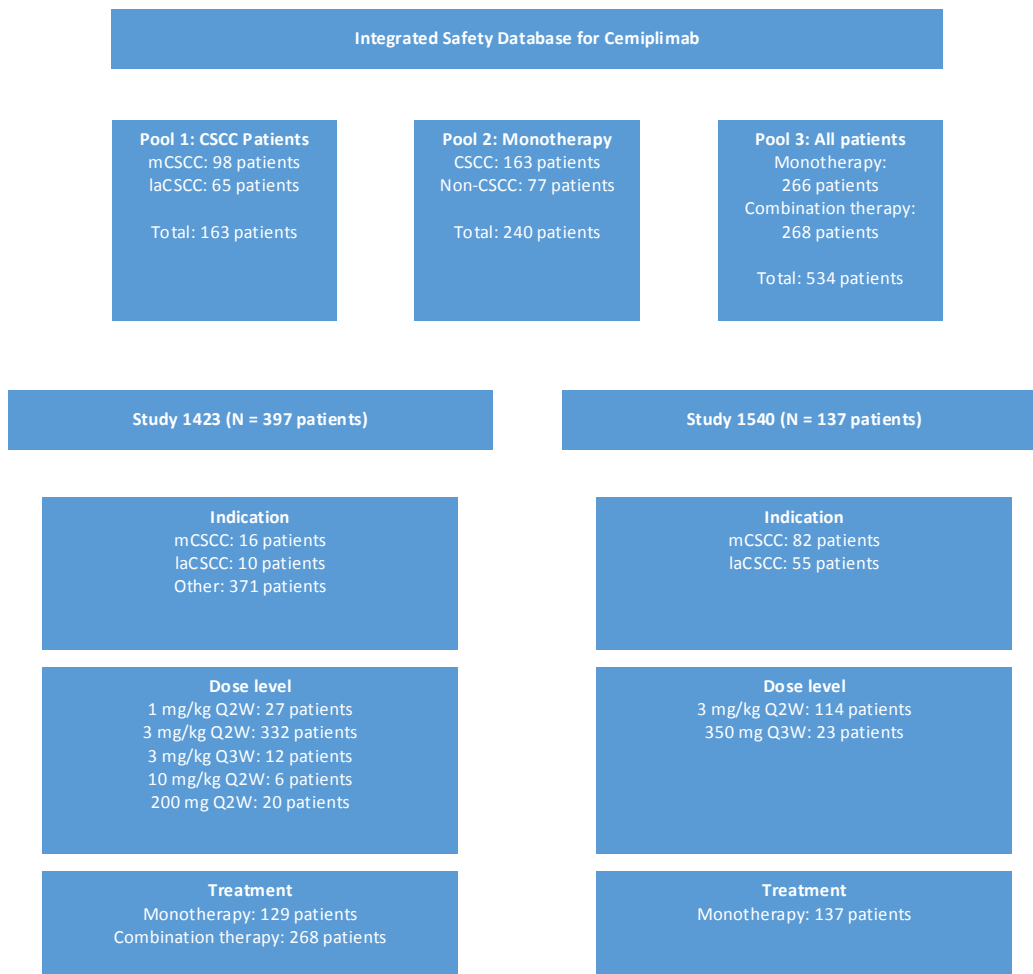 Integrated Safety Database for Cemiplimab
Pool 1: CSCC Patients
mCSCC: 98 patients
laCSCC: 65 patients
Total: 163 patients
Pool 2: Monotherapy
CSCC: 163 patients
Non-CSCC: 77 patients
Total: 240 patients
Pool 3: All patients
Monotherapy:
266 patients
Combination therapy:
268 patients
Total: 534 patients
Study 1423 (N = 397 patients)
Indication
mCSCC: 16 patients
laCSCC: 10 patients
Other: 371 patients
Dose level
1 mg/kg Q2W: 27 patients
3 mg/kg Q2W: 332 patients
3 mg/kg Q3W: 12 patients
10 mg/kg Q2W: 6 patients
200 mg Q2W: 20 patients
Treatment
Monotherapy: 129 patients
Combination therapy: 268 patients
Study 1540 (N = 137 patients)
Indication
mCSCC: 82 patients
laCSCC: 55 patients
Dose level
3 mg/kg Q2W: 114 patients
350 mg Q3W: 23 patients
Treatment
Monotherapy: 137 patients